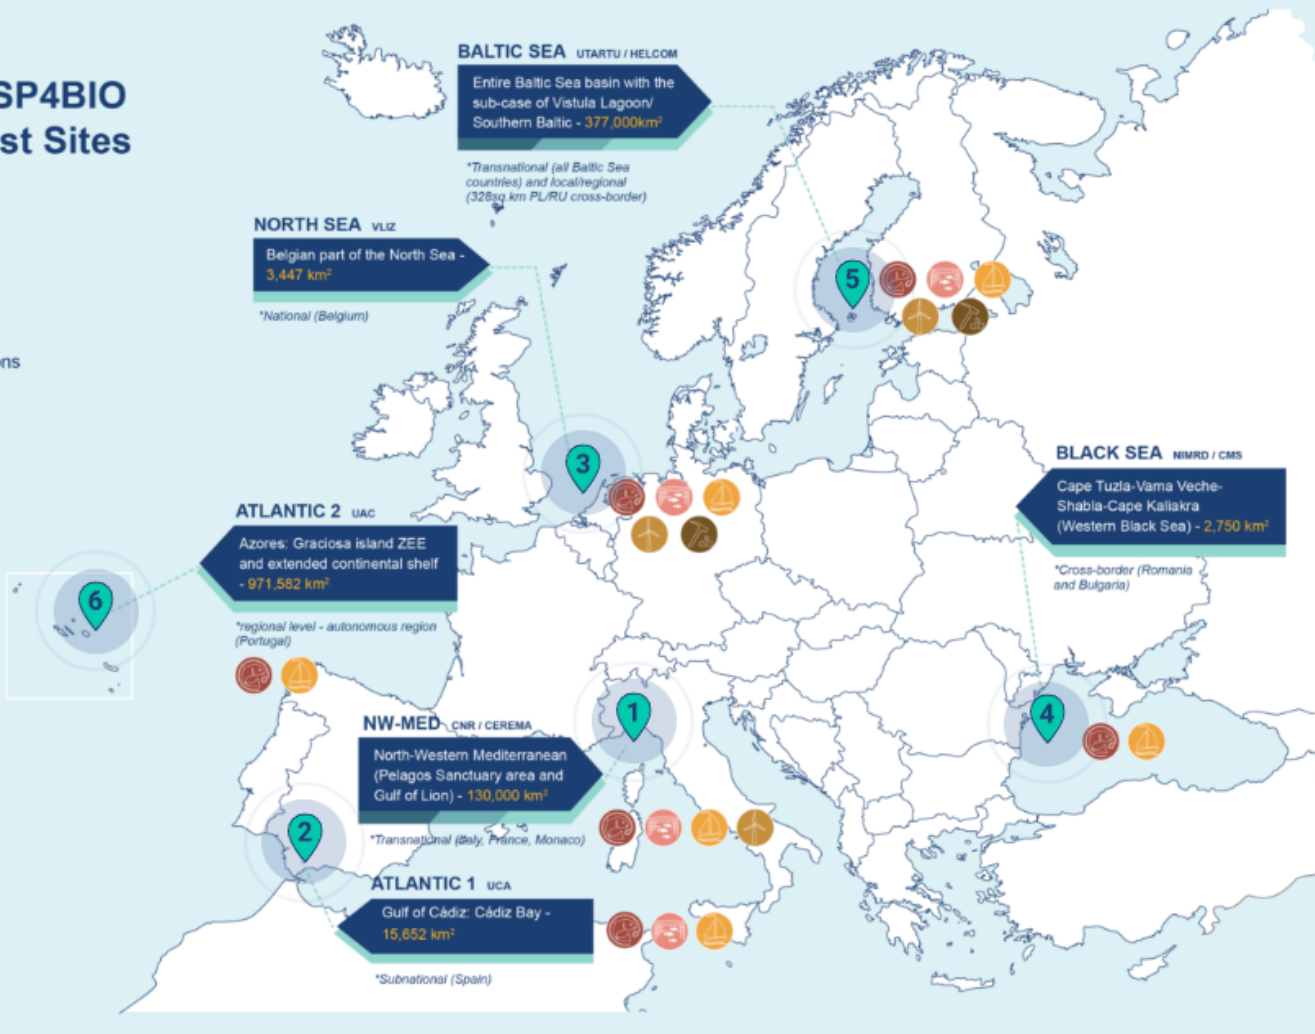 SP4BIO
st Sites
ns
BALTIC SEA UTARTU / HELCOM
Entire Baltic Sea basin with the
sub-case of Vistula Lagoon/
Southern Baltic - 377,000km²
*Transnational (all Baltic Sea
countries) and local/regional
(328sq.km PL/RU cross-border)
NORTH SEA VLIZ
Belgian part of the North Sea -
3,447 km²
*National (Belgium)
5
3
BLACK SEA NIMRD / CMS
Cape Tuzla-Vama Veche-
Shabla-Cape Kaliakra
(Western Black Sea) - 2,750 km²
*Cross-border (Romania
and Bulgaria)
ATLANTIC 2 UAC
Azores: Graciosa island ZEE
and extended continental shelf
- 971,582 km²
*regional level - autonomous region
(Portugal)
6
1
4
NW-MED CNR / CEREMA
North-Western Mediterranean
(Pelagos Sanctuary area and
Gulf of Lion) - 130,000 km²
*Transnational (Italy, France, Monaco)
2
ATLANTIC 1 UCA
Gulf of Cádiz: Cádiz Bay -
15,652 km²
*Subnational (Spain)